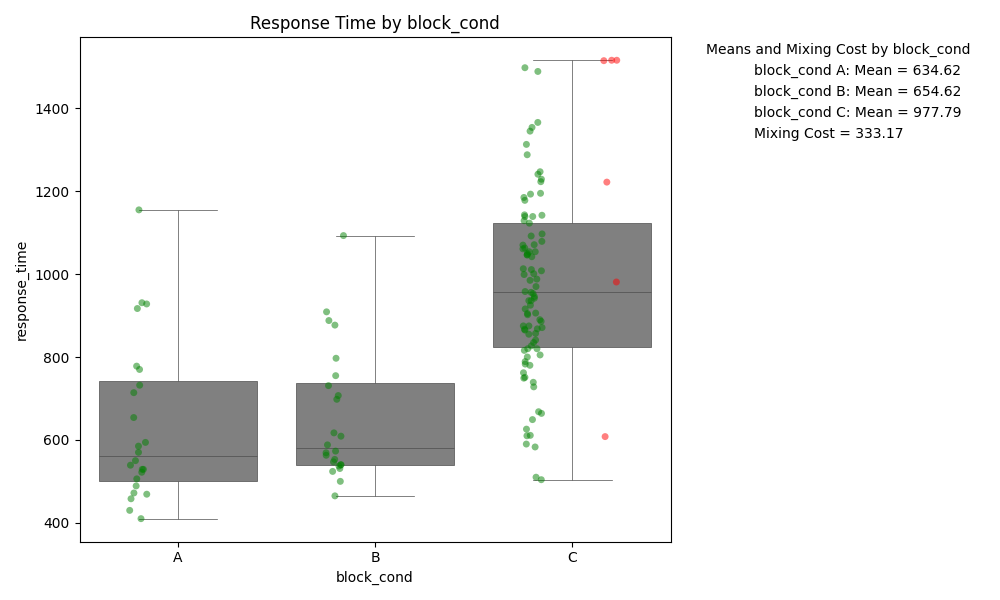 Response Time by block_cond
Means and Mixing Cost by block_cond
block_cond A: Mean = 634.62
block_cond B: Mean = 654.62
block_cond C: Mean = 977.79
Mixing Cost = 333.17
response_time
1400
1200
1000
800
600
400
A
B
C
block_cond